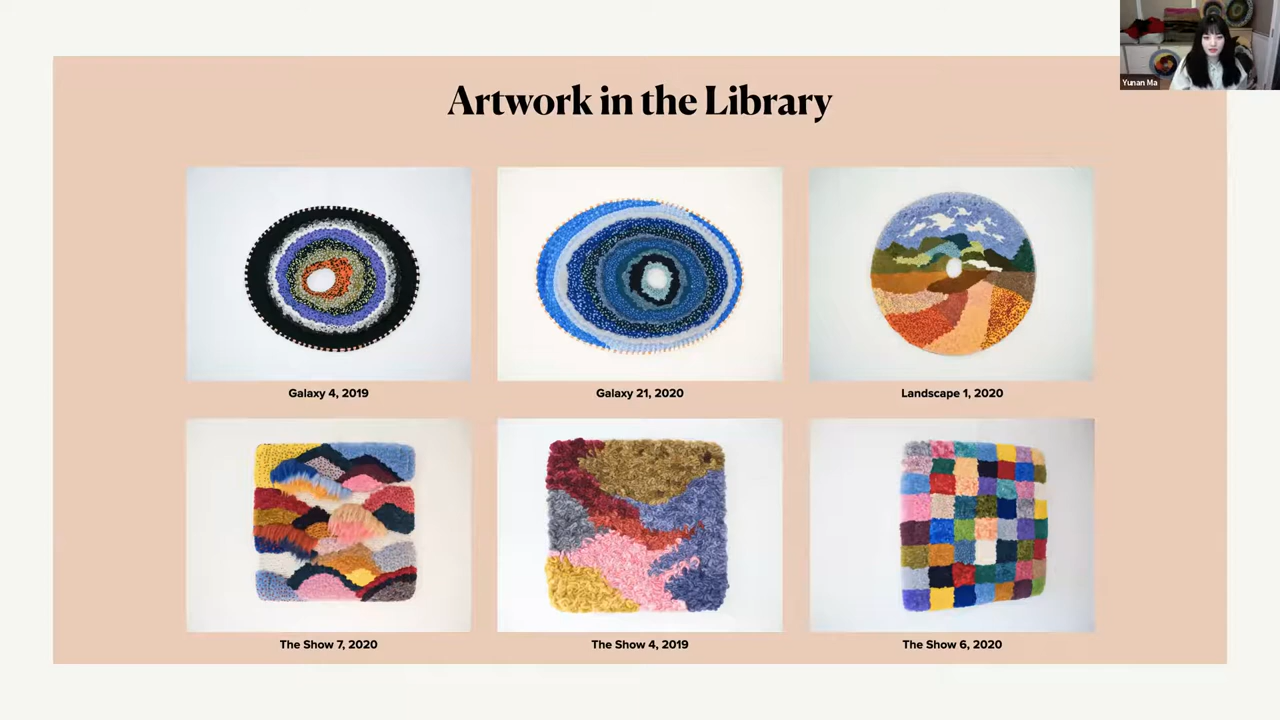 Yunan Ma
Artwork in the Library
Galaxy 4, 2019
Galaxy 21, 2020
Landscape 1, 2020
The Show 7, 2020
The Show 4, 2019
The Show 6, 2020